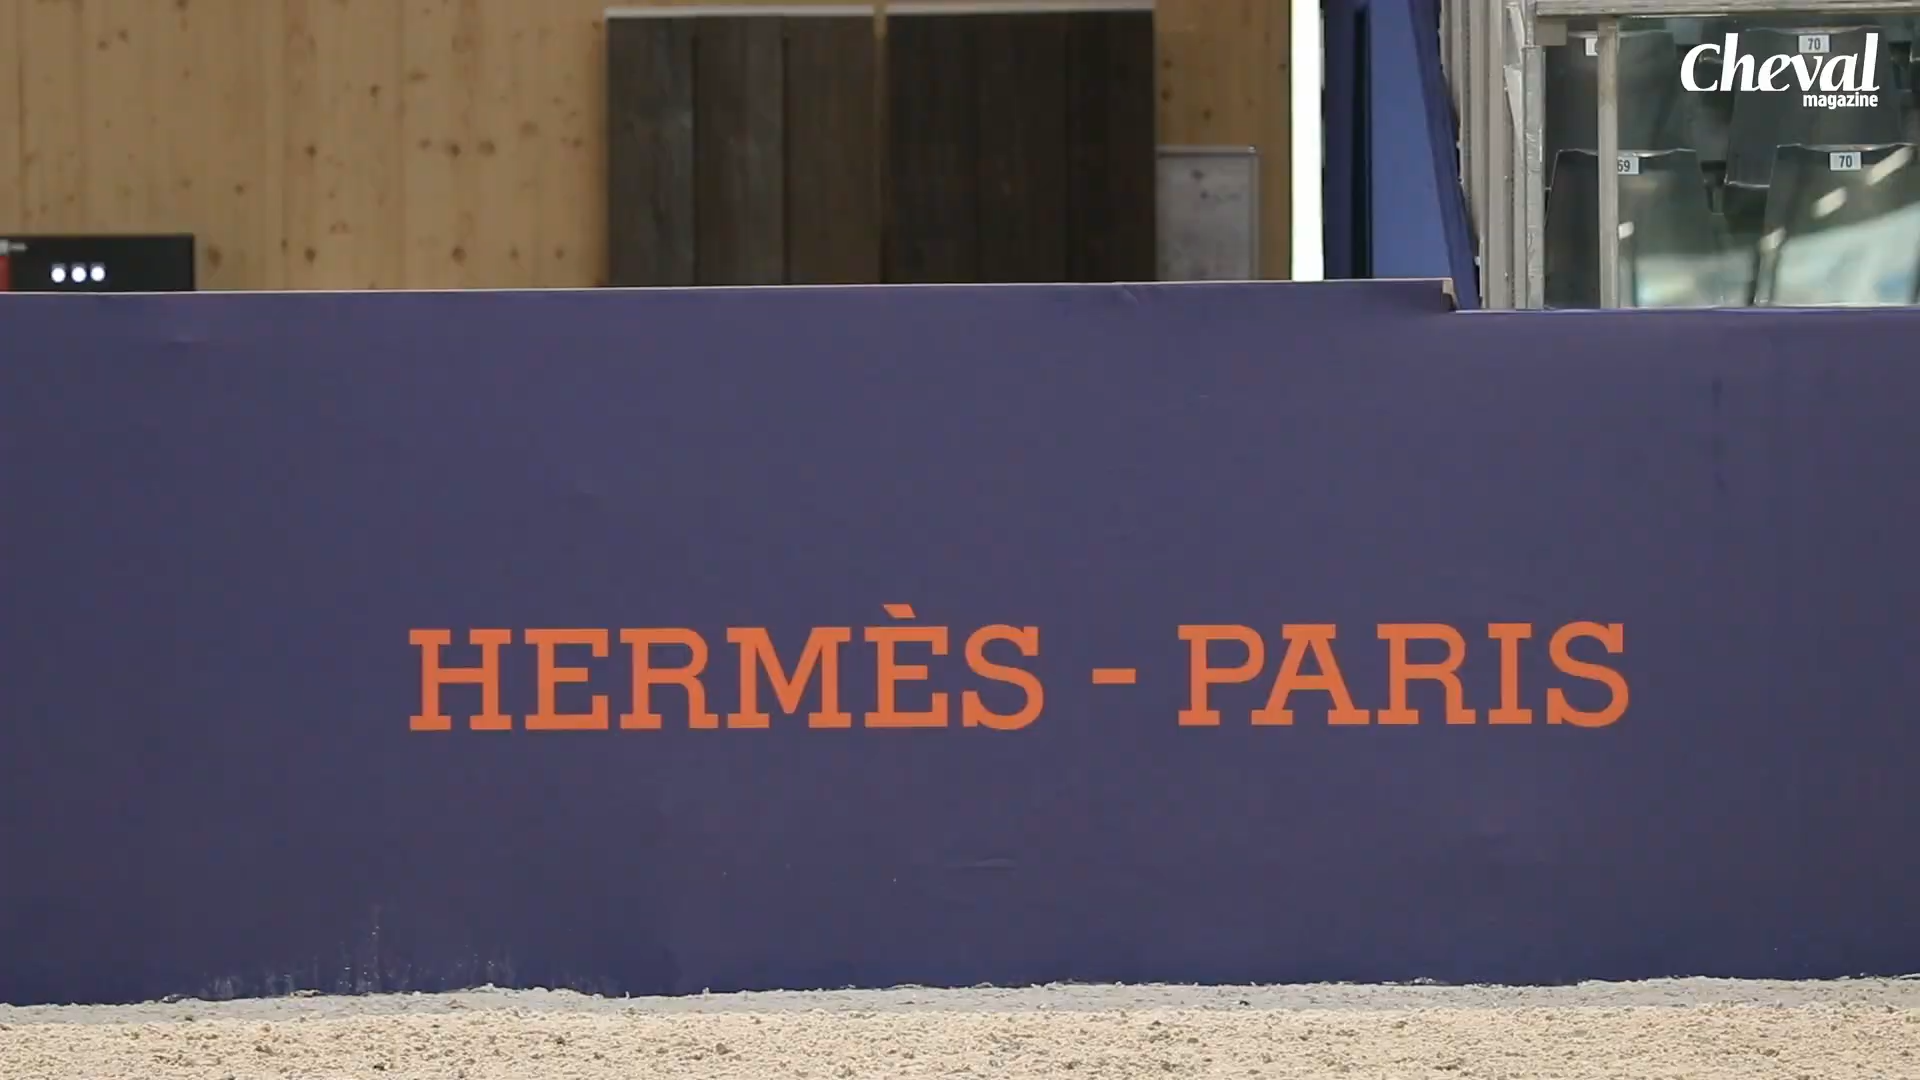 Cheval
magazine
70
69
70
HERMÈS - PARIS